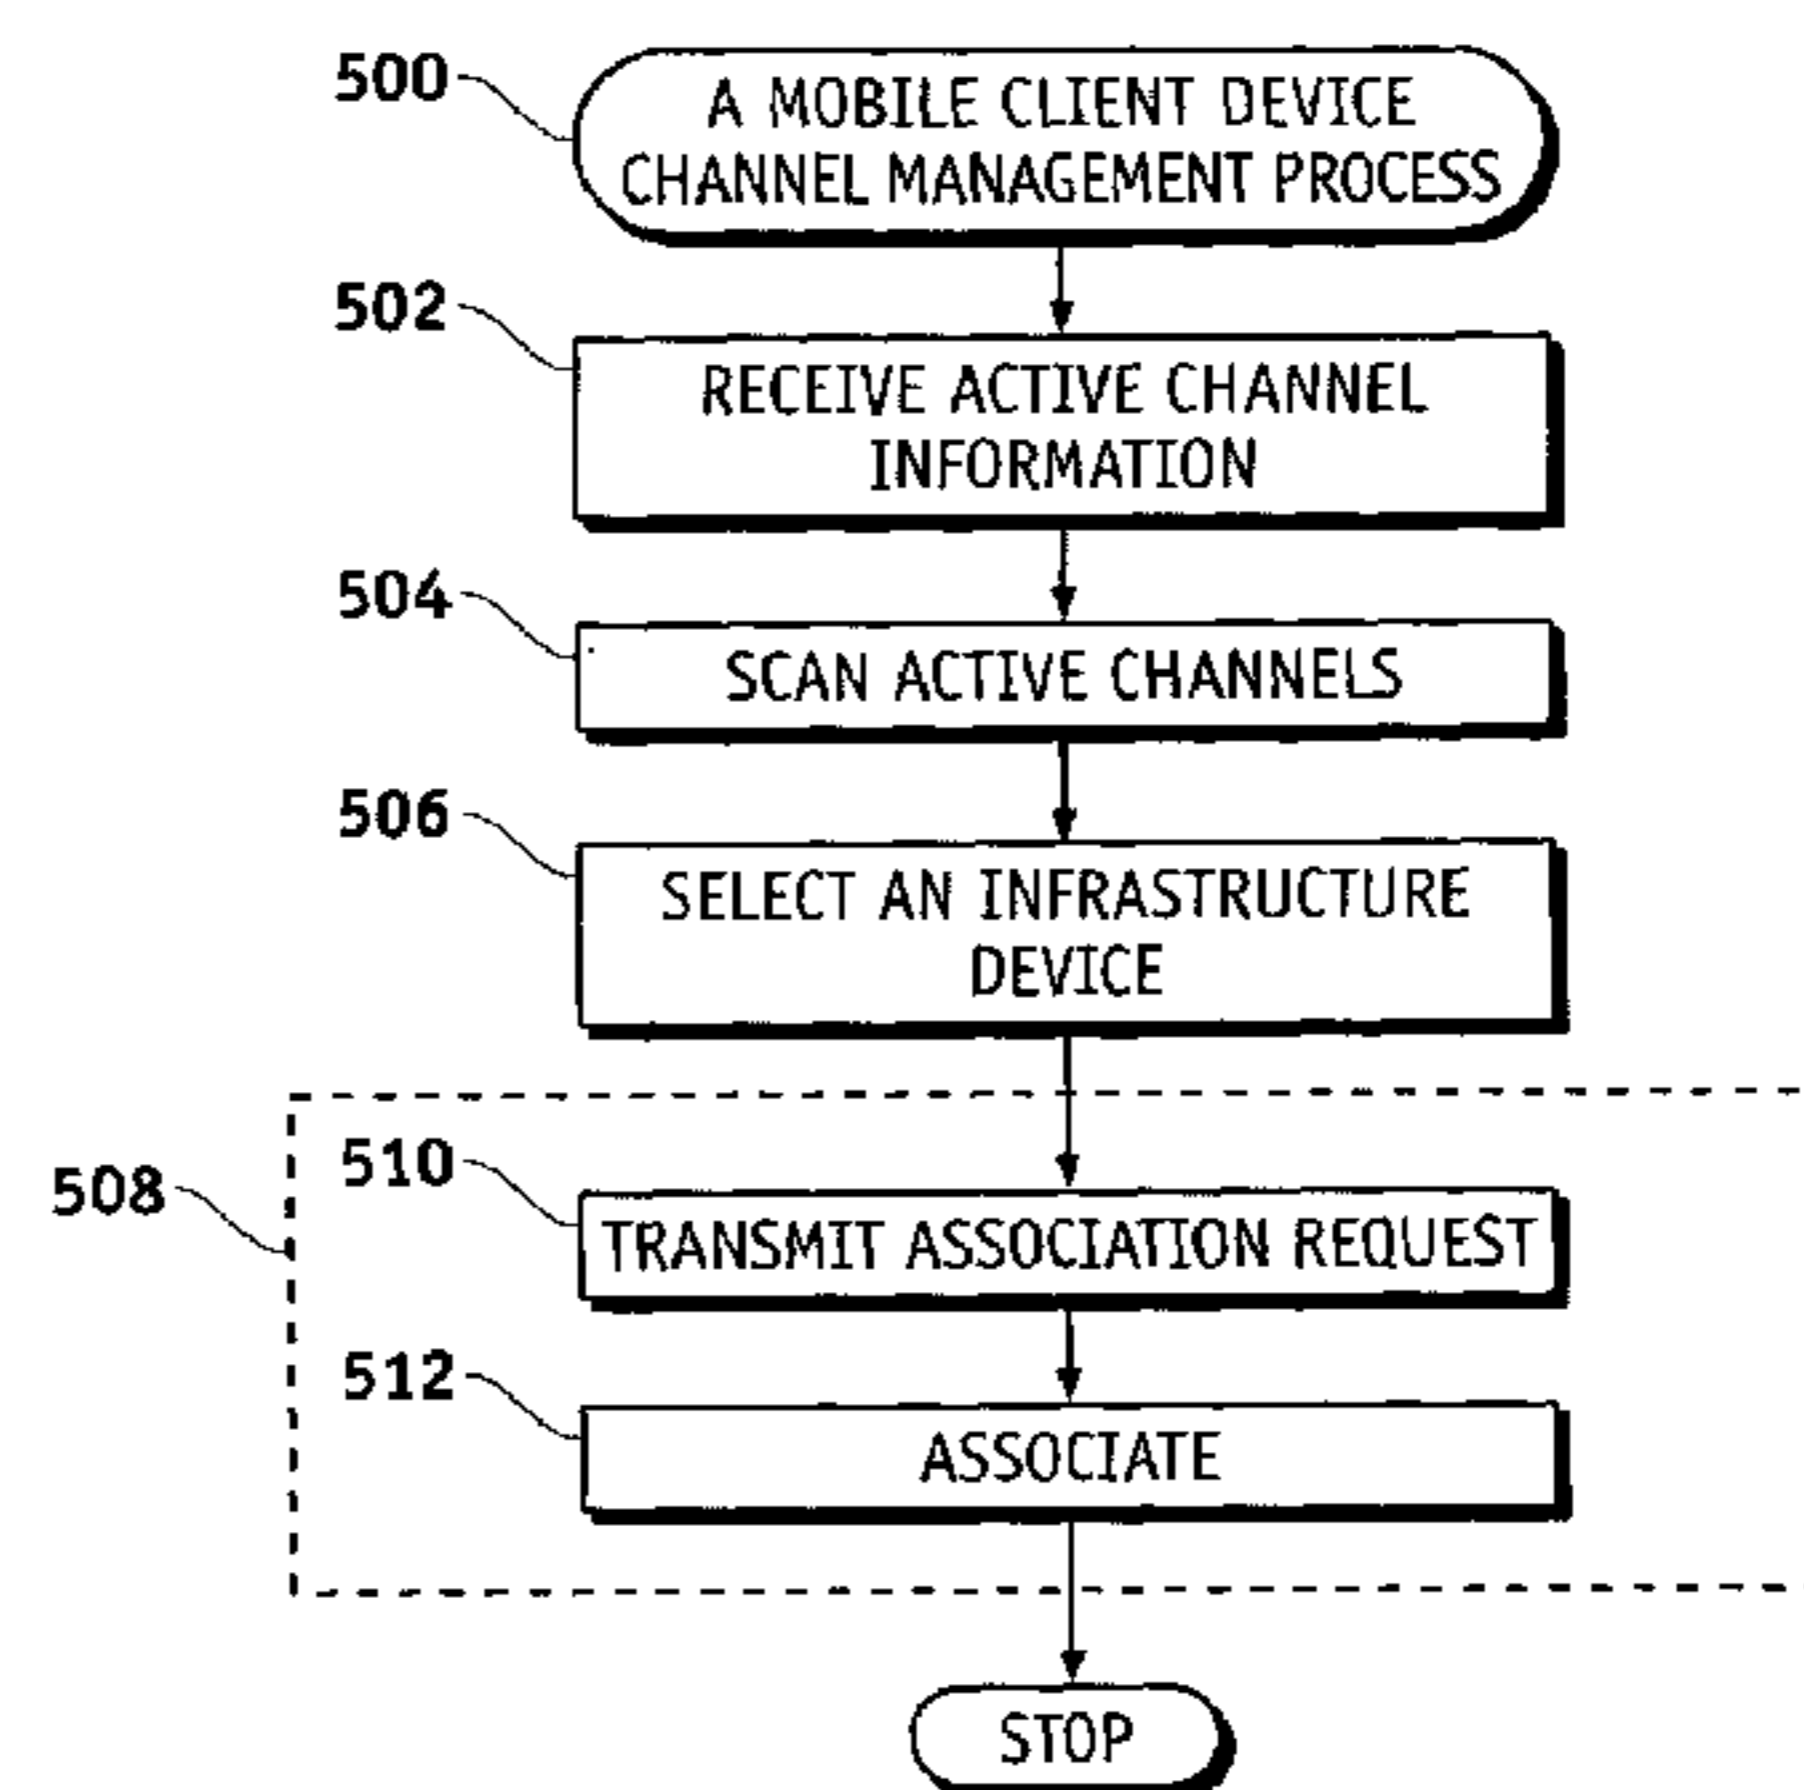 500
A MOBILE CLIENT DEVICE
CHANNEL MANAGEMENT PROCESS
502
RECEIVE ACTIVE CHANNEL
INFORMATION
504
SCAN ACTIVE CHANNELS
506
SELECT AN INFRASTRUCTURE
DEVICE
508
510
TRANSMIT ASSOCIATION REQUEST
512
ASSOCIATE
STOP